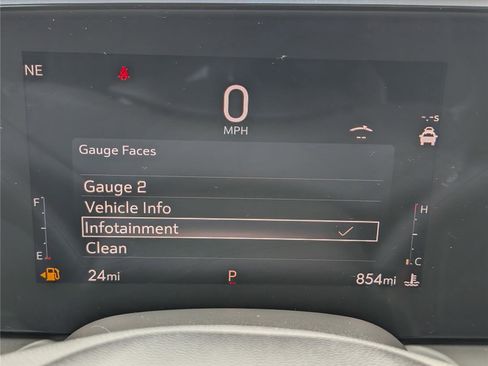 NE
0
MPH
-.-s
--
Gauge Faces
Gauge 2
Vehicle Info
Infotainment
Clean
F
H
E
C
24mi
P
854mi